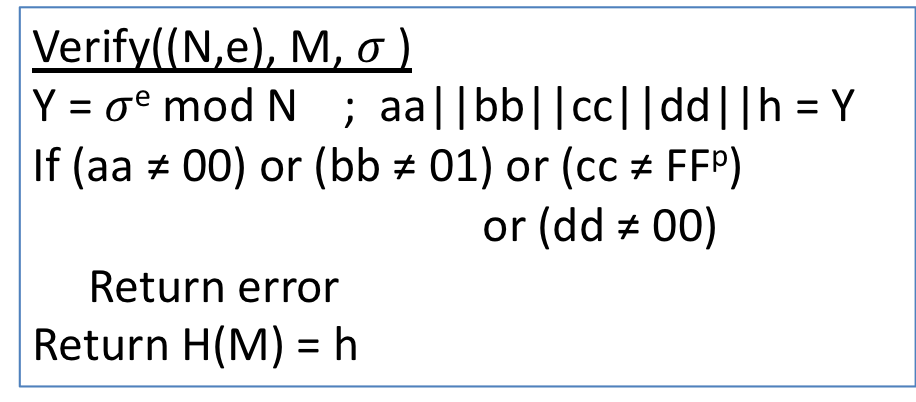 Verify((N,e), M, σ )
Y = σᵉ mod N ; aa||bb||cc||dd||h = Y
If (aa ≠ 00) or (bb ≠ 01) or (cc ≠ FFᵖ)
or (dd ≠ 00)
Return error
Return H(M) = h